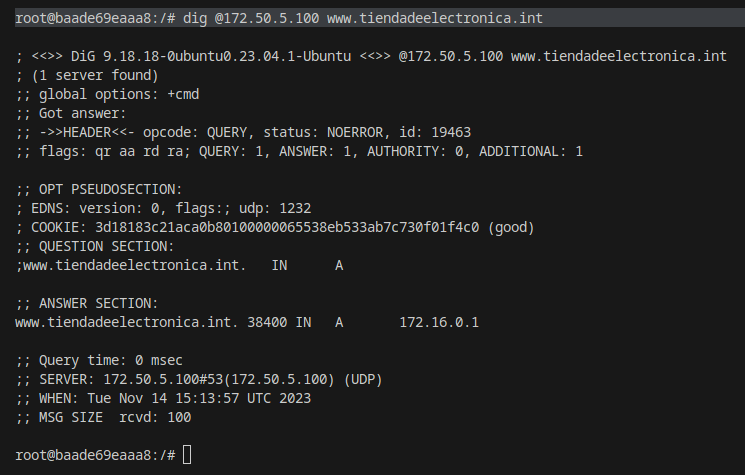 root@baade69eaaa8:/# dig @172.50.5.100 www.tiendadeelectronica.int
; <<>> DiG 9.18.18-0ubuntu0.23.04.1-Ubuntu <<>> @172.50.5.100 www.tiendadeelectronica.int
; (1 server found)
;; global options: +cmd
;; Got answer:
;; ->>HEADER<<- opcode: QUERY, status: NOERROR, id: 19463
;; flags: qr aa rd ra; QUERY: 1, ANSWER: 1, AUTHORITY: 0, ADDITIONAL: 1
;; OPT PSEUDOSECTION:
; EDNS: version: 0, flags:; udp: 1232
; COOKIE: 3d18183c21aca0b80100000065538eb533ab7c730f01f4c0 (good)
;; QUESTION SECTION:
;www.tiendadeelectronica.int. IN A
;; ANSWER SECTION:
www.tiendadeelectronica.int. 38400 IN A 172.16.0.1
;; Query time: 0 msec
;; SERVER: 172.50.5.100#53(172.50.5.100) (UDP)
;; WHEN: Tue Nov 14 15:13:57 UTC 2023
;; MSG SIZE rcvd: 100
root@baade69eaaa8:/#